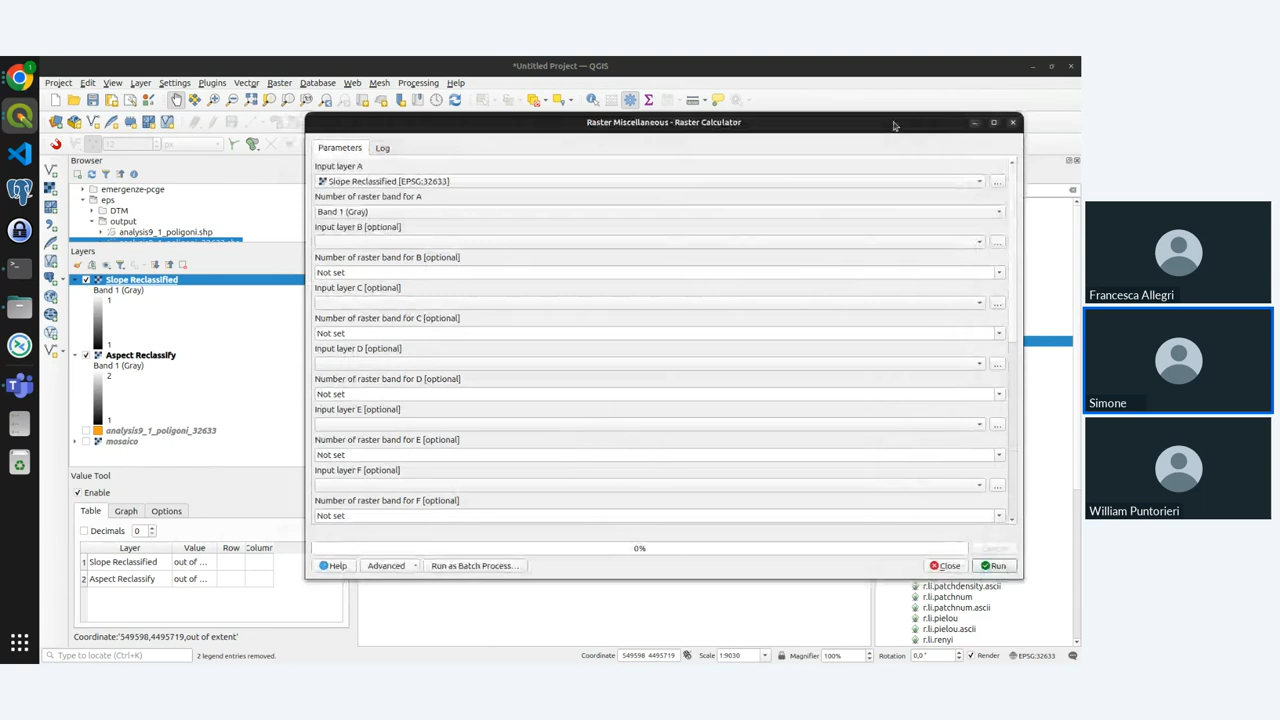 *Untitled Project — QGIS
Project Edit View Layer Settings Plugins Vector Raster Database Web Mesh Processing Help
Raster Miscellaneous - Raster Calculator
12 px
Parameters Log
Browser
emergenze-pcge
eps
DTM
output
analysis9_1_poligoni.shp
analysis9_1_poligoni_32633.shp
Layers
Slope Reclassified
Band 1 (Gray)
1
1
Aspect Reclassify
Band 1 (Gray)
2
1
analysis9_1_poligoni_32633
mosaico
Value Tool
Enable
Table Graph Options
Decimals 0
Layer Value Row Column
1 Slope Reclassified out of ...
2 Aspect Reclassify out of ...
Coordinate:'549598,4495719,out of extent'
Input layer A
Slope Reclassified [EPSG:32633]
Number of raster band for A
Band 1 (Gray)
Input layer B [optional]
Number of raster band for B [optional]
Not set
Input layer C [optional]
Number of raster band for C [optional]
Not set
Input layer D [optional]
Number of raster band for D [optional]
Not set
Input layer E [optional]
Number of raster band for E [optional]
Not set
Input layer F [optional]
Number of raster band for F [optional]
Not set
0%
Help Advanced Run as Batch Process... Close Run
r.li.patchdensity.ascii
r.li.patchnum
r.li.patchnum.ascii
r.li.pielou
r.li.pielou.ascii
r.li.renyi
Type to locate (Ctrl+K) 2 legend entries removed. Coordinate 549598 4495719 Scale 1:9030 Magnifier 100% Rotation 0,0 ° Render EPSG:32633
Francesca Allegri
Simone
William Puntorieri